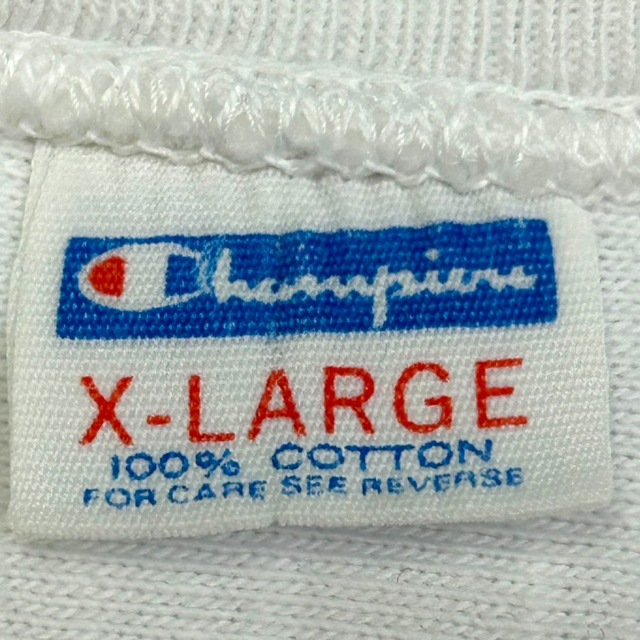 Champion
X-LARGE
100% COTTON
FOR CARE SEE REVERSE